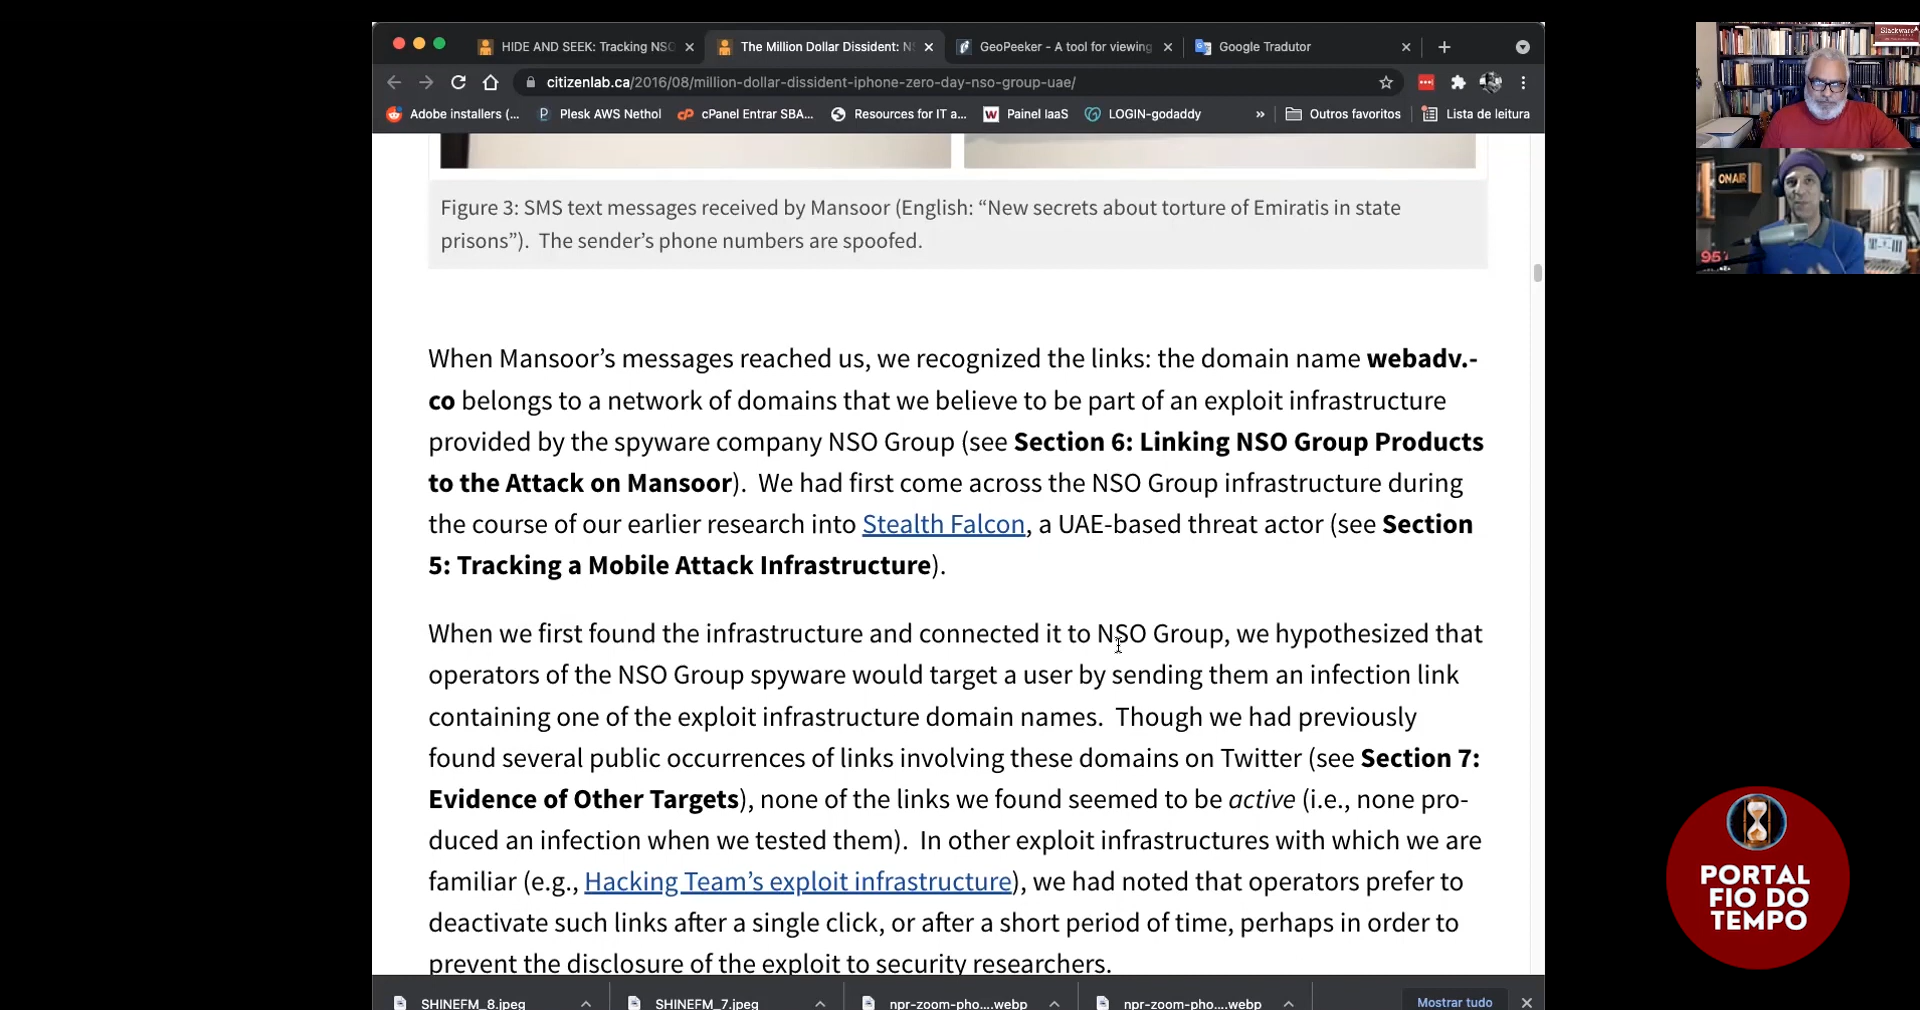 HIDE AND SEEK: Tracking NSO
The Million Dollar Dissident: N
GeoPeeker - A tool for viewing
Google Tradutor
citizenlab.ca/2016/08/million-dollar-dissident-iphone-zero-day-nso-group-uae/
Adobe installers (... Plesk AWS Nethol cPanel Entrar SBA... Resources for IT a... Painel IaaS LOGIN-godaddy » Outros favoritos Lista de leitura
Figure 3: SMS text messages received by Mansoor (English: “New secrets about torture of Emiratis in state
prisons”).  The sender’s phone numbers are spoofed.
When Mansoor’s messages reached us, we recognized the links: the domain name webadv.-
co belongs to a network of domains that we believe to be part of an exploit infrastructure
provided by the spyware company NSO Group (see Section 6: Linking NSO Group Products
to the Attack on Mansoor).  We had first come across the NSO Group infrastructure during
the course of our earlier research into Stealth Falcon, a UAE-based threat actor (see Section
5: Tracking a Mobile Attack Infrastructure).
When we first found the infrastructure and connected it to NSO Group, we hypothesized that
operators of the NSO Group spyware would target a user by sending them an infection link
containing one of the exploit infrastructure domain names.  Though we had previously
found several public occurrences of links involving these domains on Twitter (see Section 7:
Evidence of Other Targets), none of the links we found seemed to be active (i.e., none pro-
duced an infection when we tested them).  In other exploit infrastructures with which we are
familiar (e.g., Hacking Team’s exploit infrastructure), we had noted that operators prefer to
deactivate such links after a single click, or after a short period of time, perhaps in order to
prevent the disclosure of the exploit to security researchers.
SHINEFM_8.jpeg SHINEFM_7.jpeg npr-zoom-pho....webp npr-zoom-pho....webp Mostrar tudo
Slackware
ON AIR
95
PORTAL
FIO DO
TEMPO